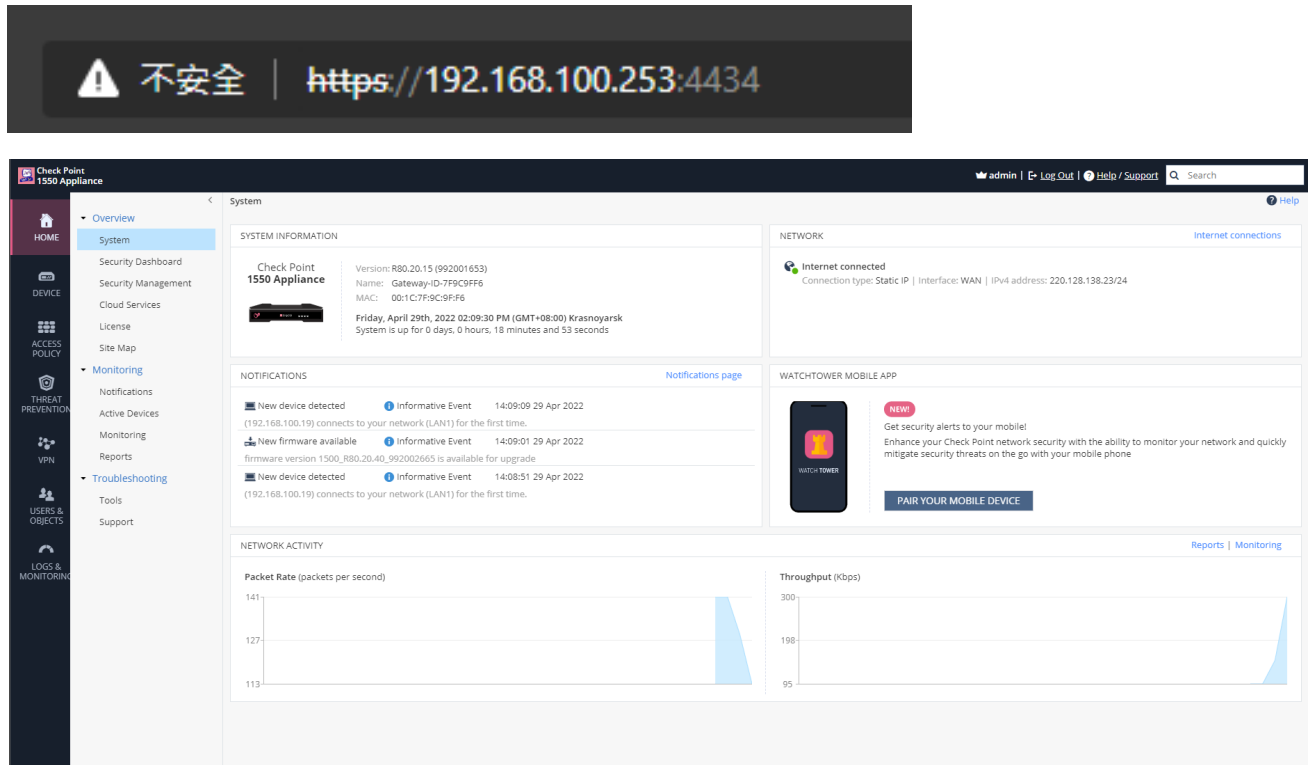 不安全 https://192.168.100.253:4434
Check Point
1550 Appliance
admin | Log Out | Help / Support Search
HOME
DEVICE
ACCESS
POLICY
THREAT
PREVENTION
VPN
USERS &
OBJECTS
LOGS &
MONITORING
Overview
System
Security Dashboard
Security Management
Cloud Services
License
Site Map
Monitoring
Notifications
Active Devices
Monitoring
Reports
Troubleshooting
Tools
Support
System
Help
SYSTEM INFORMATION
Check Point
1550 Appliance
Version: R80.20.15 (992001653)
Name: Gateway-ID-7F9C9FF6
MAC: 00:1C:7F:9C:9F:F6
Friday, April 29th, 2022 02:09:30 PM (GMT+08:00) Krasnoyarsk
System is up for 0 days, 0 hours, 18 minutes and 53 seconds
NETWORK Internet connections
Internet connected
Connection type: Static IP | Interface: WAN | IPv4 address: 220.128.138.23/24
NOTIFICATIONS Notifications page
New device detected Informative Event 14:09:09 29 Apr 2022
(192.168.100.19) connects to your network (LAN1) for the first time.
New firmware available Informative Event 14:09:01 29 Apr 2022
firmware version 1500_R80.20.40_992002665 is available for upgrade
New device detected Informative Event 14:08:51 29 Apr 2022
(192.168.100.19) connects to your network (LAN1) for the first time.
WATCHTOWER MOBILE APP
WATCH TOWER
NEW!
Get security alerts to your mobile!
Enhance your Check Point network security with the ability to monitor your network and quickly
mitigate security threats on the go with your mobile phone
PAIR YOUR MOBILE DEVICE
NETWORK ACTIVITY Reports | Monitoring
Packet Rate (packets per second)
141
127
113
Throughput (Kbps)
300
198
95